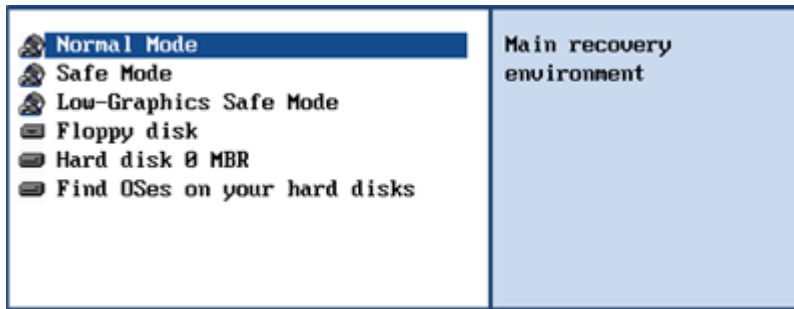 Normal Mode
Safe Mode
Low-Graphics Safe Mode
Floppy disk
Hard disk 0 MBR
Find OSes on your hard disks
Main recovery
environment